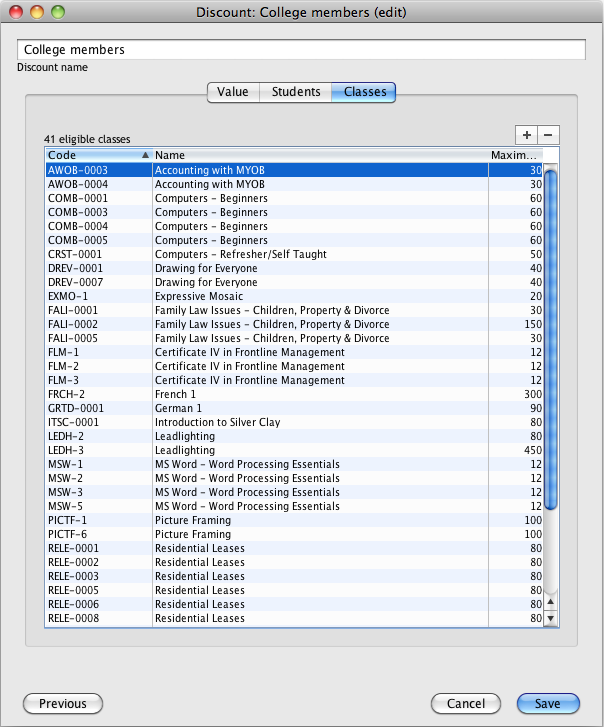 Discount: College members (edit)
College members
Discount name
Value Students Classes
41 eligible classes
+ −
Code Name Maxim...
AWOB-0003 Accounting with MYOB 30
AWOB-0004 Accounting with MYOB 30
COMB-0001 Computers – Beginners 60
COMB-0003 Computers – Beginners 60
COMB-0004 Computers – Beginners 60
COMB-0005 Computers – Beginners 60
CRST-0001 Computers – Refresher/Self Taught 50
DREV-0001 Drawing for Everyone 40
DREV-0007 Drawing for Everyone 40
EXMO-1 Expressive Mosaic 20
FALI-0001 Family Law Issues – Children, Property & Divorce 30
FALI-0002 Family Law Issues – Children, Property & Divorce 150
FALI-0005 Family Law Issues – Children, Property & Divorce 30
FLM-1 Certificate IV in Frontline Management 12
FLM-2 Certificate IV in Frontline Management 12
FLM-3 Certificate IV in Frontline Management 12
FRCH-2 French 1 300
GRTD-0001 German 1 90
ITSC-0001 Introduction to Silver Clay 80
LEDH-2 Leadlighting 80
LEDH-3 Leadlighting 450
MSW-1 MS Word – Word Processing Essentials 12
MSW-2 MS Word – Word Processing Essentials 12
MSW-3 MS Word – Word Processing Essentials 12
MSW-5 MS Word – Word Processing Essentials 12
PICTF-1 Picture Framing 100
PICTF-6 Picture Framing 100
RELE-0001 Residential Leases 80
RELE-0002 Residential Leases 80
RELE-0003 Residential Leases 80
RELE-0005 Residential Leases 80
RELE-0006 Residential Leases 80
RELE-0008 Residential Leases 80
Previous Cancel Save